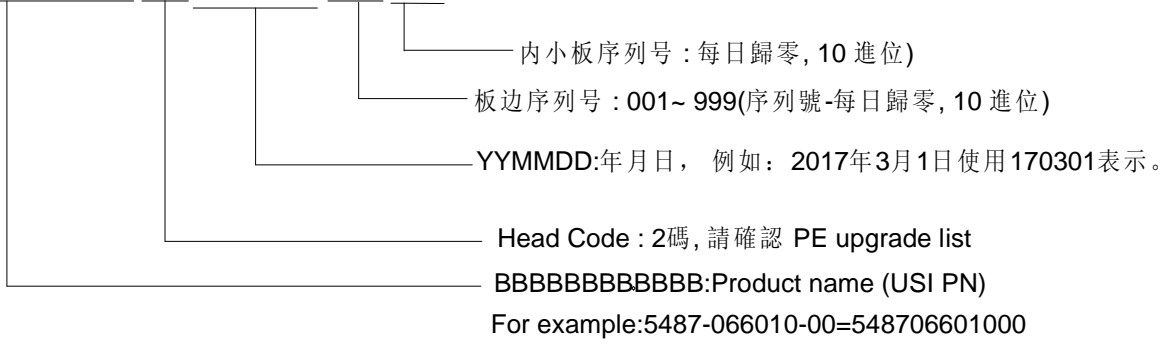 内小板序列号 : 每日歸零, 10 進位)
板边序列号 : 001~ 999(序列號-每日歸零, 10 進位)
YYMMDD:年月日， 例如：2017年3月1日使用170301表示。
Head Code : 2碼, 請確認 PE upgrade list
BBBBBBBBBBBB:Product name (USI PN)
For example:5487-066010-00=548706601000